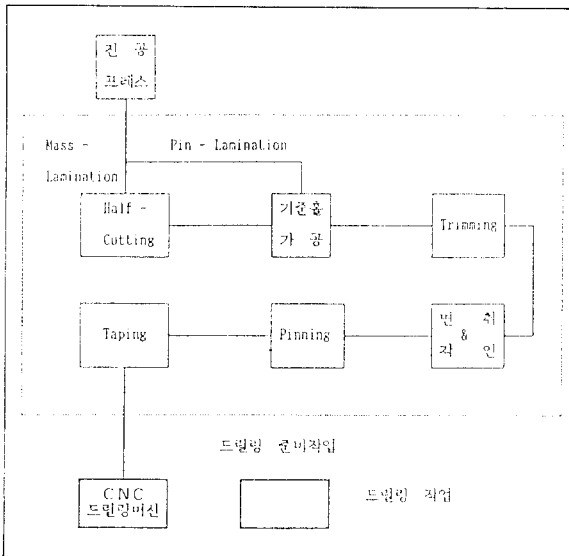 진 공
프레스
Mass -
Lamination
Pin - Lamination
Half -
Cutting
기준홀
가 공
Trimming
Taping
Pinning
면 취
&
각 인
드릴링 준비작업
CNC
드릴링머신
드릴링 작업